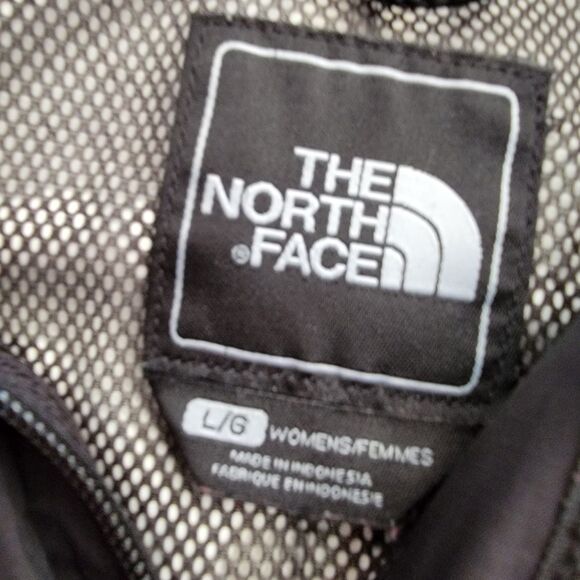 THE
NORTH
®FACE
L/G WOMENS/FEMMES
MADE IN INDONESIA
FABRIQUE EN INDONESIE